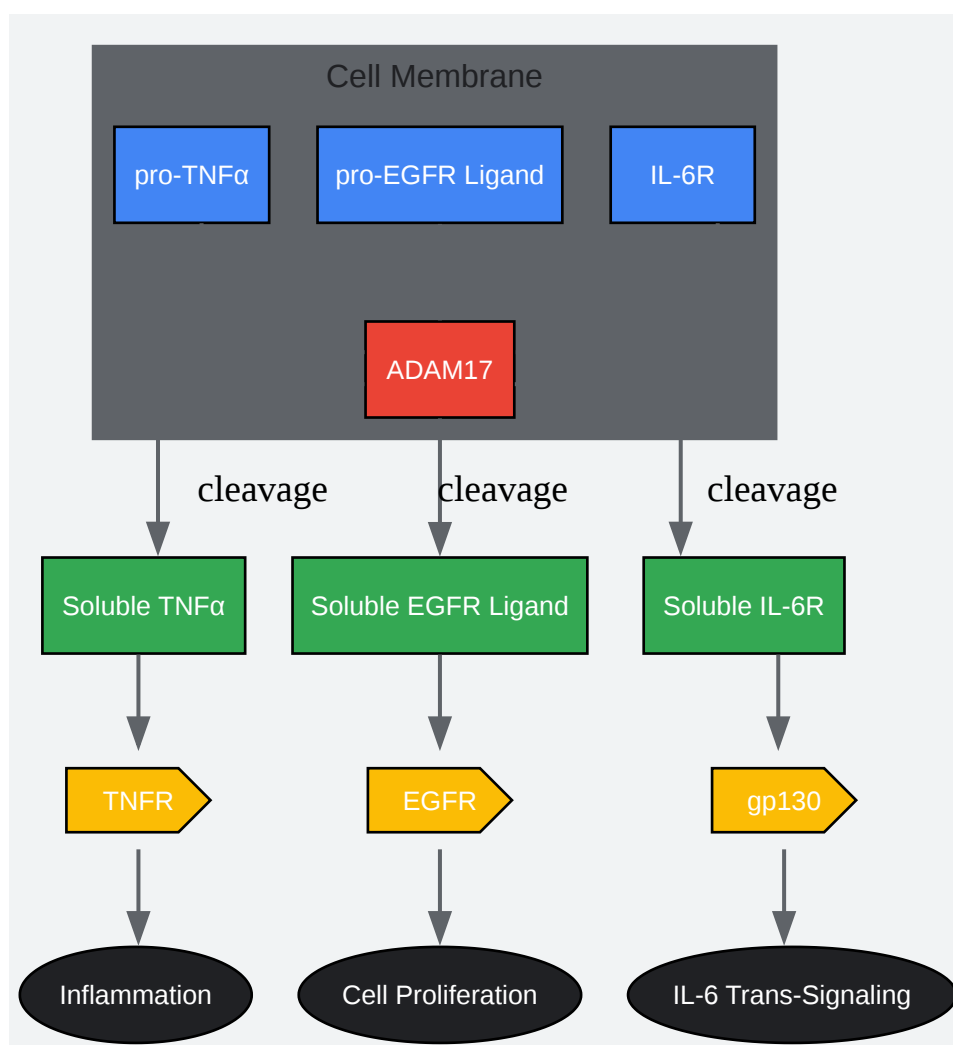 Cell Membrane
pro-TNFα
pro-EGFR Ligand
IL-6R
ADAM17
cleavage
cleavage
cleavage
Soluble TNFα
Soluble EGFR Ligand
Soluble IL-6R
TNFR
EGFR
gp130
Inflammation
Cell Proliferation
IL-6 Trans-Signaling